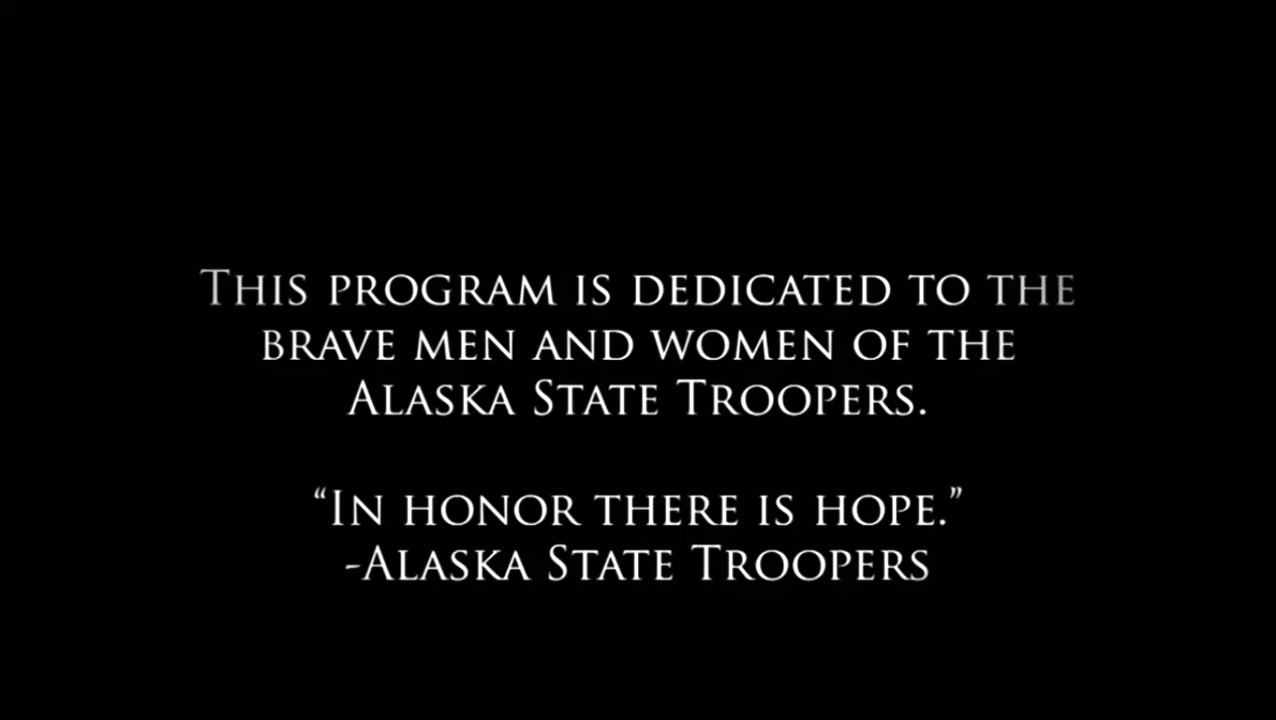 This program is dedicated to the
brave men and women of the
Alaska State Troopers.
“In honor there is hope.”
-Alaska State Troopers